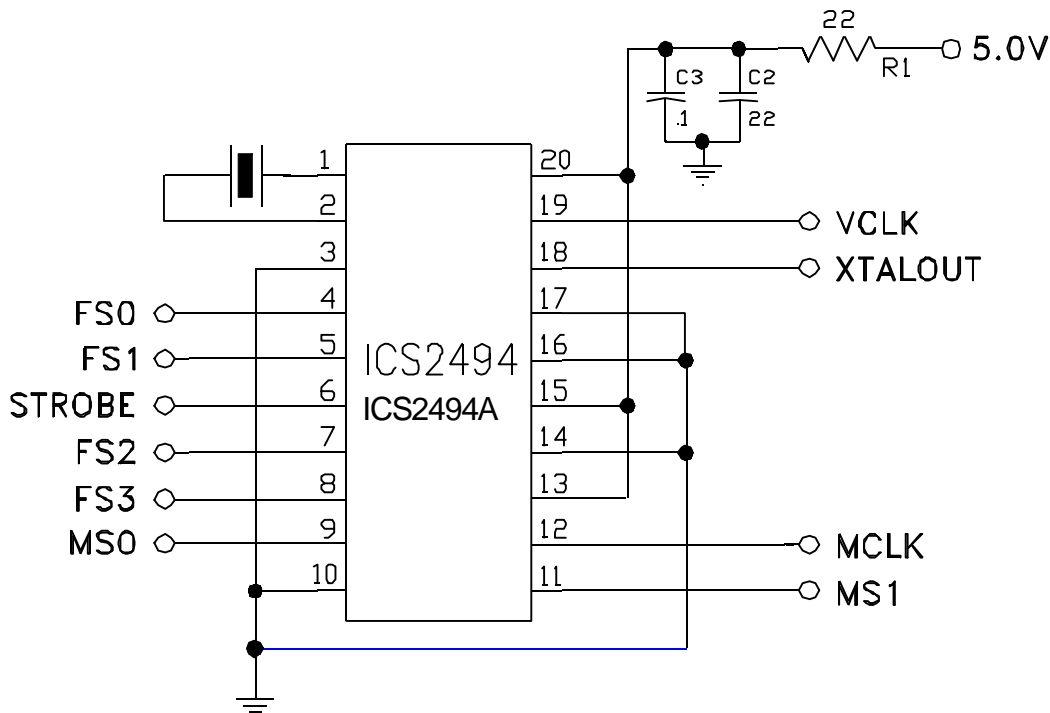 22
5.0V
R1
C3
C2
.1
22
1
20
2
19
VCLK
3
18
XTALOUT
FS0
4
17
FS1
5
16
ICS2494
STROBE
6
15
ICS2494A
FS2
7
14
FS3
8
13
MS0
9
12
MCLK
10
11
MS1